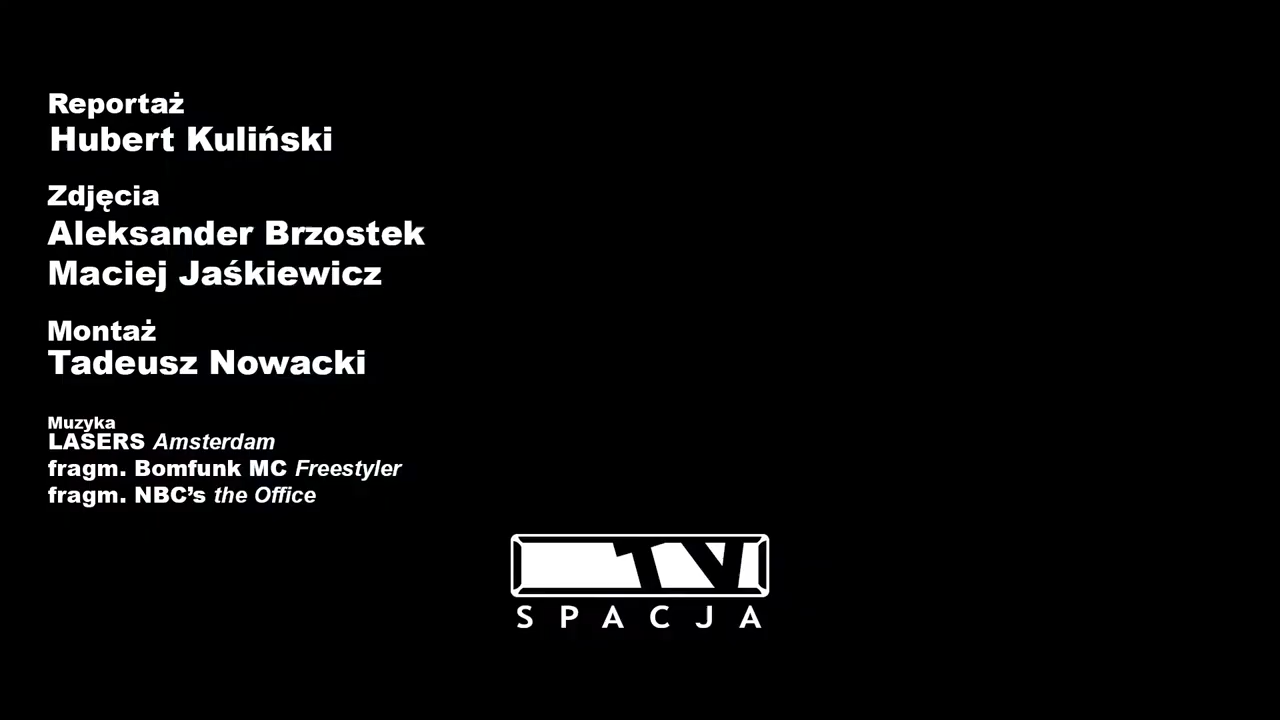 Reportaż
Hubert Kuliński
Zdjęcia
Aleksander Brzostek
Maciej Jaśkiewicz
Montaż
Tadeusz Nowacki
Muzyka
LASERS Amsterdam
fragm. Bomfunk MC Freestyler
fragm. NBC’s the Office
TV
SPACJA